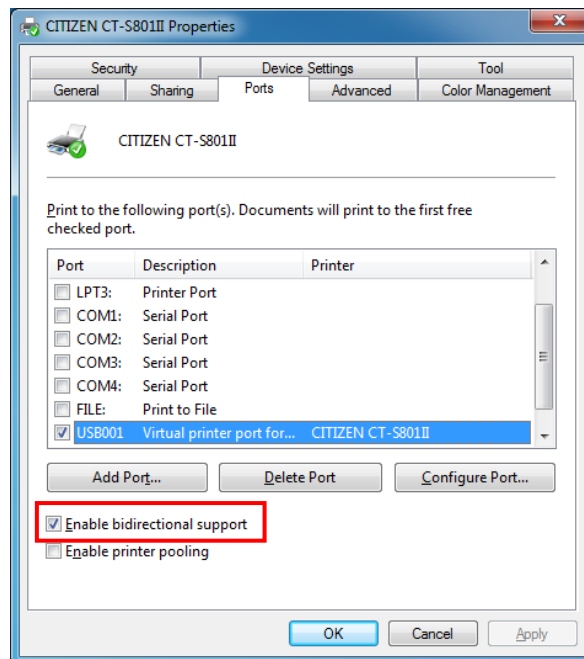 CITIZEN CT-S801II Properties
Security Device Settings Tool
General Sharing Ports Advanced Color Management
CITIZEN CT-S801II
Print to the following port(s). Documents will print to the first free
checked port.
Port Description Printer
LPT3: Printer Port
COM1: Serial Port
COM2: Serial Port
COM3: Serial Port
COM4: Serial Port
FILE: Print to File
USB001 Virtual printer port for... CITIZEN CT-S801II
Add Port... Delete Port Configure Port...
Enable bidirectional support
Enable printer pooling
OK Cancel Apply